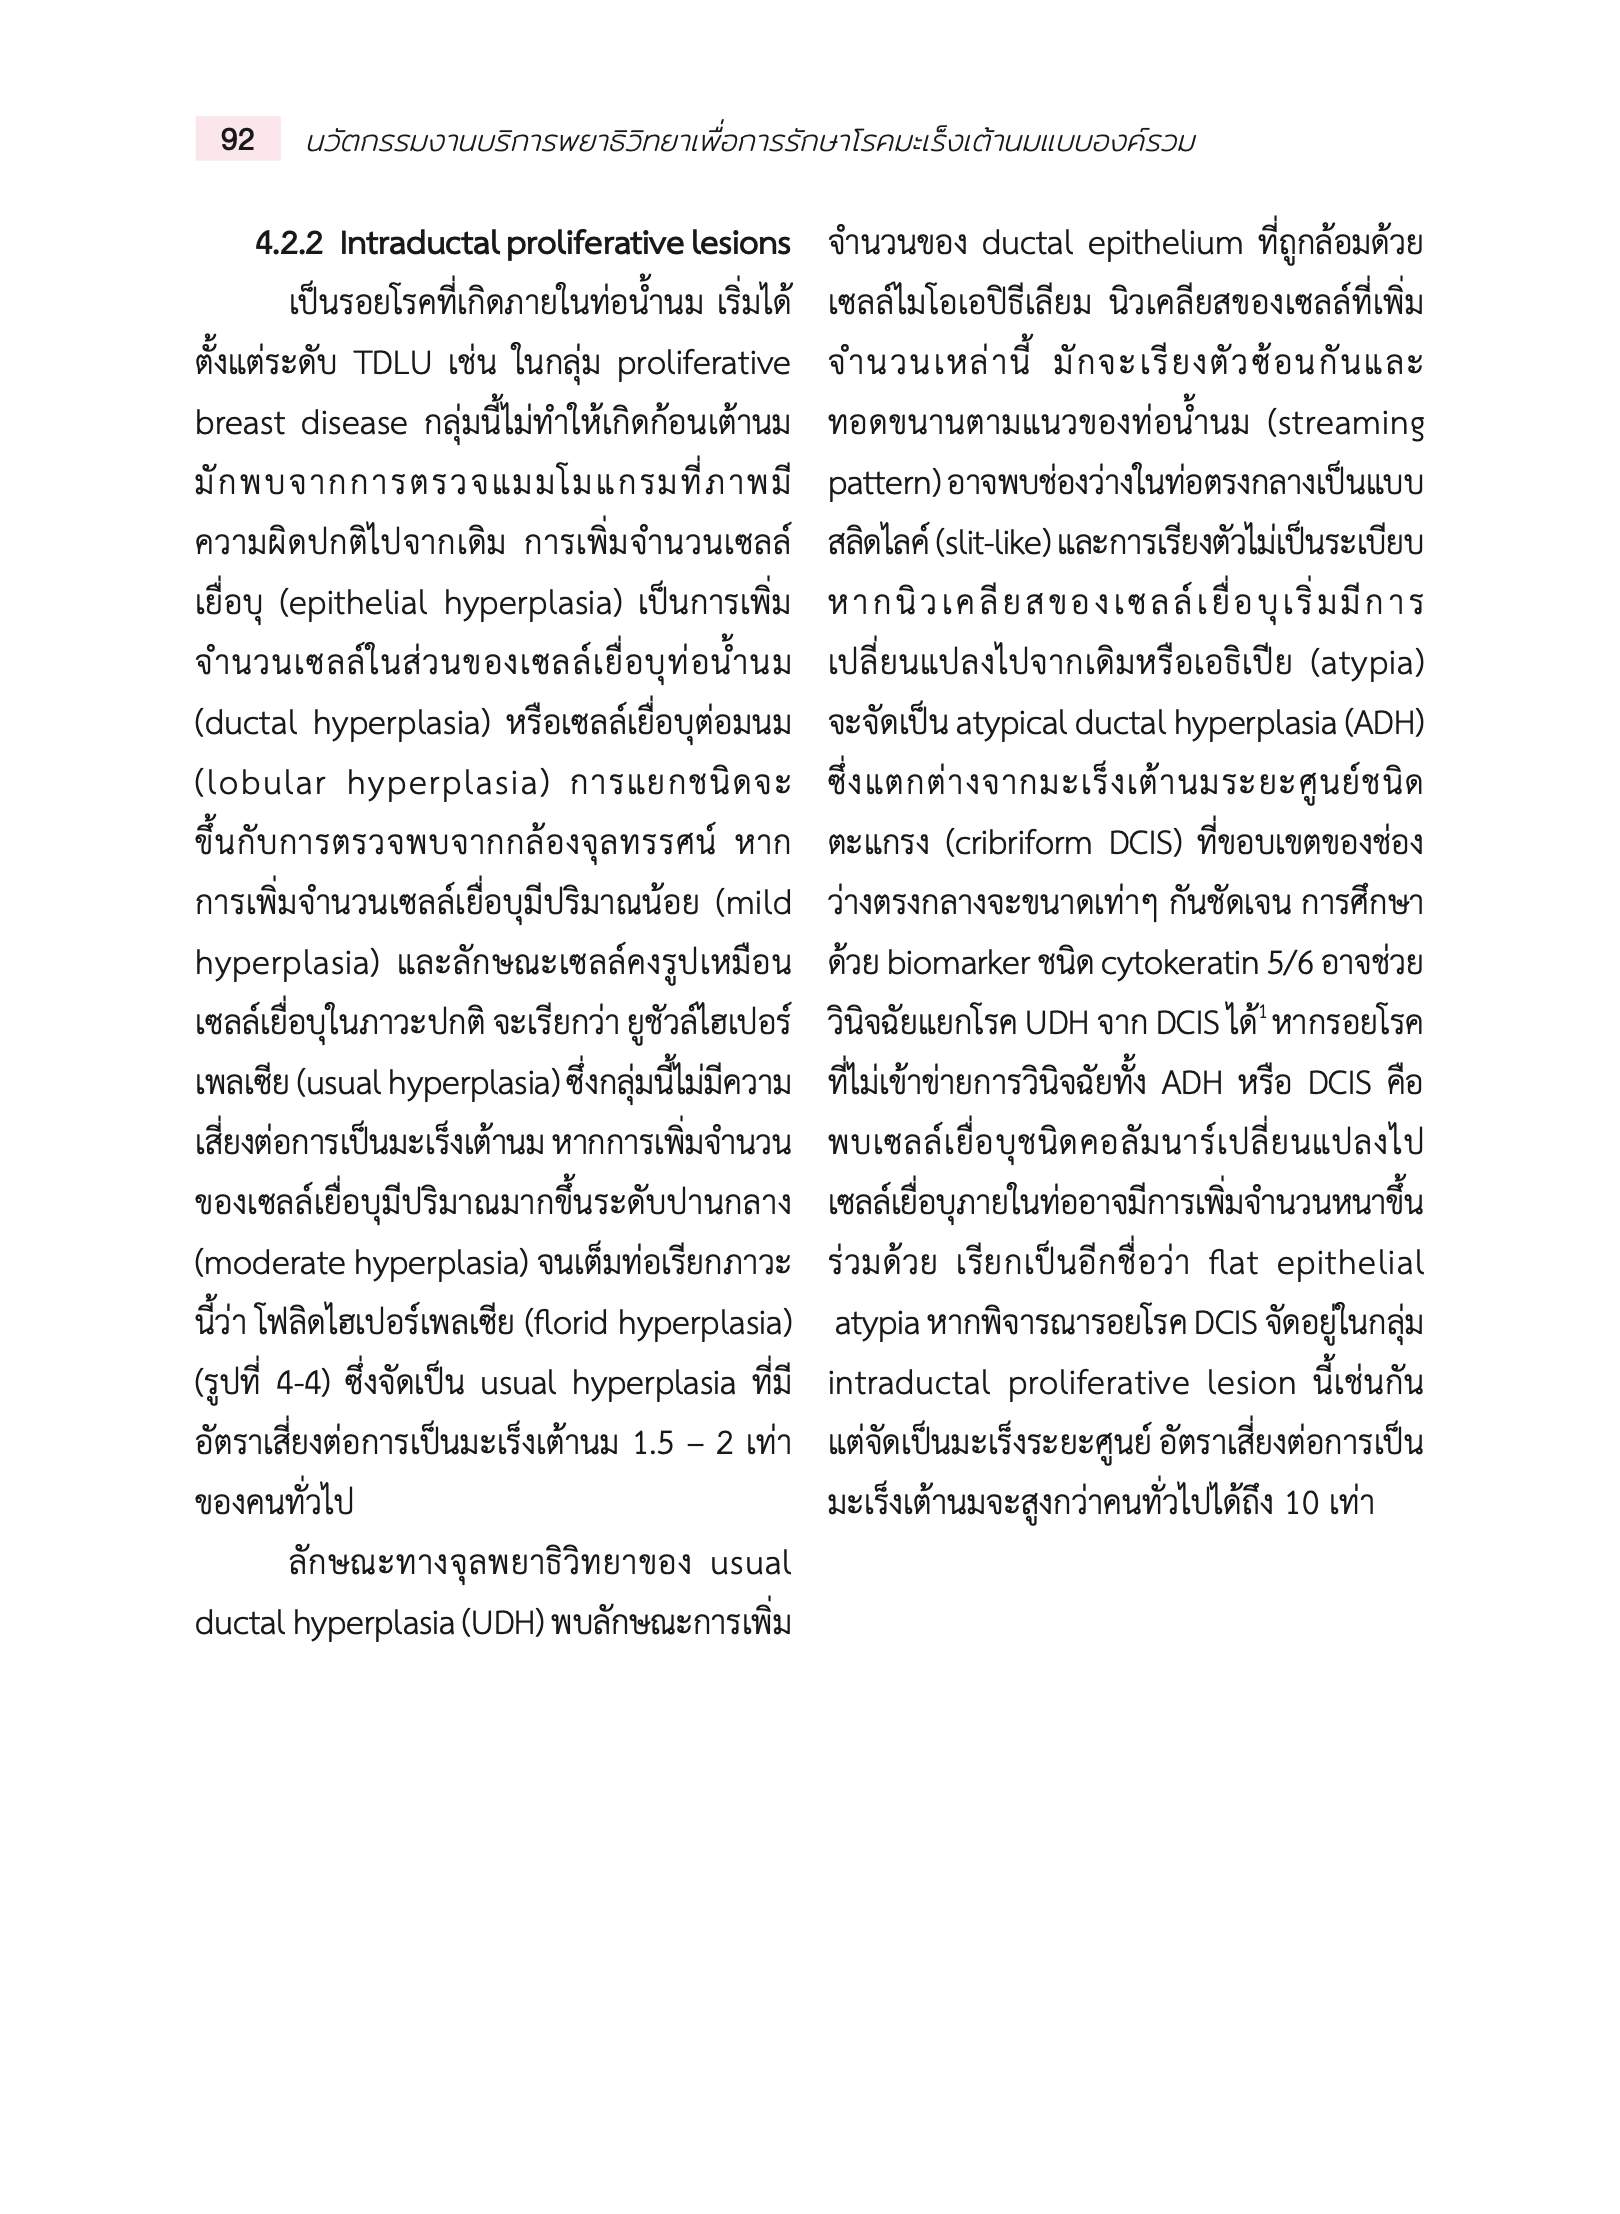 92 นวัตกรรมงานบริการพยาธิวิทยาเพื่อการรักษาโรคมะเร็งเต้านมแบบองค์รวม
4.2.2 Intraductal proliferative lesions
เป็นรอยโรคที่เกิดภายในท่อน้ำนม เริ่มได้
ตั้งแต่ระดับ TDLU เช่น ในกลุ่ม proliferative
breast disease กลุ่มนี้ไม่ทำให้เกิดก้อนเต้านม
มักพบจากการตรวจแมมโมแกรมที่ภาพมี
ความผิดปกติไปจากเดิม การเพิ่มจำนวนเซลล์
เยื่อบุ (epithelial hyperplasia) เป็นการเพิ่ม
จำนวนเซลล์ในส่วนของเซลล์เยื่อบุท่อน้ำนม
(ductal hyperplasia) หรือเซลล์เยื่อบุต่อมนม
(lobular hyperplasia) การแยกชนิดจะ
ขึ้นกับการตรวจพบจากกล้องจุลทรรศน์ หาก
การเพิ่มจำนวนเซลล์เยื่อบุมีปริมาณน้อย (mild
hyperplasia) และลักษณะเซลล์คงรูปเหมือน
เซลล์เยื่อบุในภาวะปกติ จะเรียกว่า ยูชัวล์ไฮเปอร์
เพลเซีย (usual hyperplasia) ซึ่งกลุ่มนี้ไม่มีความ
เสี่ยงต่อการเป็นมะเร็งเต้านม หากการเพิ่มจำนวน
ของเซลล์เยื่อบุมีปริมาณมากขึ้นระดับปานกลาง
(moderate hyperplasia) จนเต็มท่อเรียกภาวะ
นี้ว่า โฟลิดไฮเปอร์เพลเซีย (florid hyperplasia)
(รูปที่ 4-4) ซึ่งจัดเป็น usual hyperplasia ที่มี
อัตราเสี่ยงต่อการเป็นมะเร็งเต้านม 1.5 – 2 เท่า
ของคนทั่วไป
ลักษณะทางจุลพยาธิวิทยาของ usual
ductal hyperplasia (UDH) พบลักษณะการเพิ่ม
จำนวนของ ductal epithelium ที่ถูกล้อมด้วย
เซลล์ไมโอเอปิธีเลียม นิวเคลียสของเซลล์ที่เพิ่ม
จำนวนเหล่านี้ มักจะเรียงตัวซ้อนกันและ
ทอดขนานตามแนวของท่อน้ำนม (streaming
pattern) อาจพบช่องว่างในท่อตรงกลางเป็นแบบ
สลิดไลค์ (slit-like) และการเรียงตัวไม่เป็นระเบียบ
หากนิวเคลียสของเซลล์เยื่อบุเริ่มมีการ
เปลี่ยนแปลงไปจากเดิมหรือเอธิเปีย (atypia)
จะจัดเป็น atypical ductal hyperplasia (ADH)
ซึ่งแตกต่างจากมะเร็งเต้านมระยะศูนย์ชนิด
ตะแกรง (cribriform DCIS) ที่ขอบเขตของช่อง
ว่างตรงกลางจะขนาดเท่าๆ กันชัดเจน การศึกษา
ด้วย biomarker ชนิด cytokeratin 5/6 อาจช่วย
วินิจฉัยแยกโรค UDH จาก DCIS ได้¹ หากรอยโรค
ที่ไม่เข้าข่ายการวินิจฉัยทั้ง ADH หรือ DCIS คือ
พบเซลล์เยื่อบุชนิดคอลัมนาร์เปลี่ยนแปลงไป
เซลล์เยื่อบุภายในท่ออาจมีการเพิ่มจำนวนหนาขึ้น
ร่วมด้วย เรียกเป็นอีกชื่อว่า flat epithelial
atypia หากพิจารณารอยโรค DCIS จัดอยู่ในกลุ่ม
intraductal proliferative lesion นี้เช่นกัน
แต่จัดเป็นมะเร็งระยะศูนย์ อัตราเสี่ยงต่อการเป็น
มะเร็งเต้านมจะสูงกว่าคนทั่วไปได้ถึง 10 เท่า